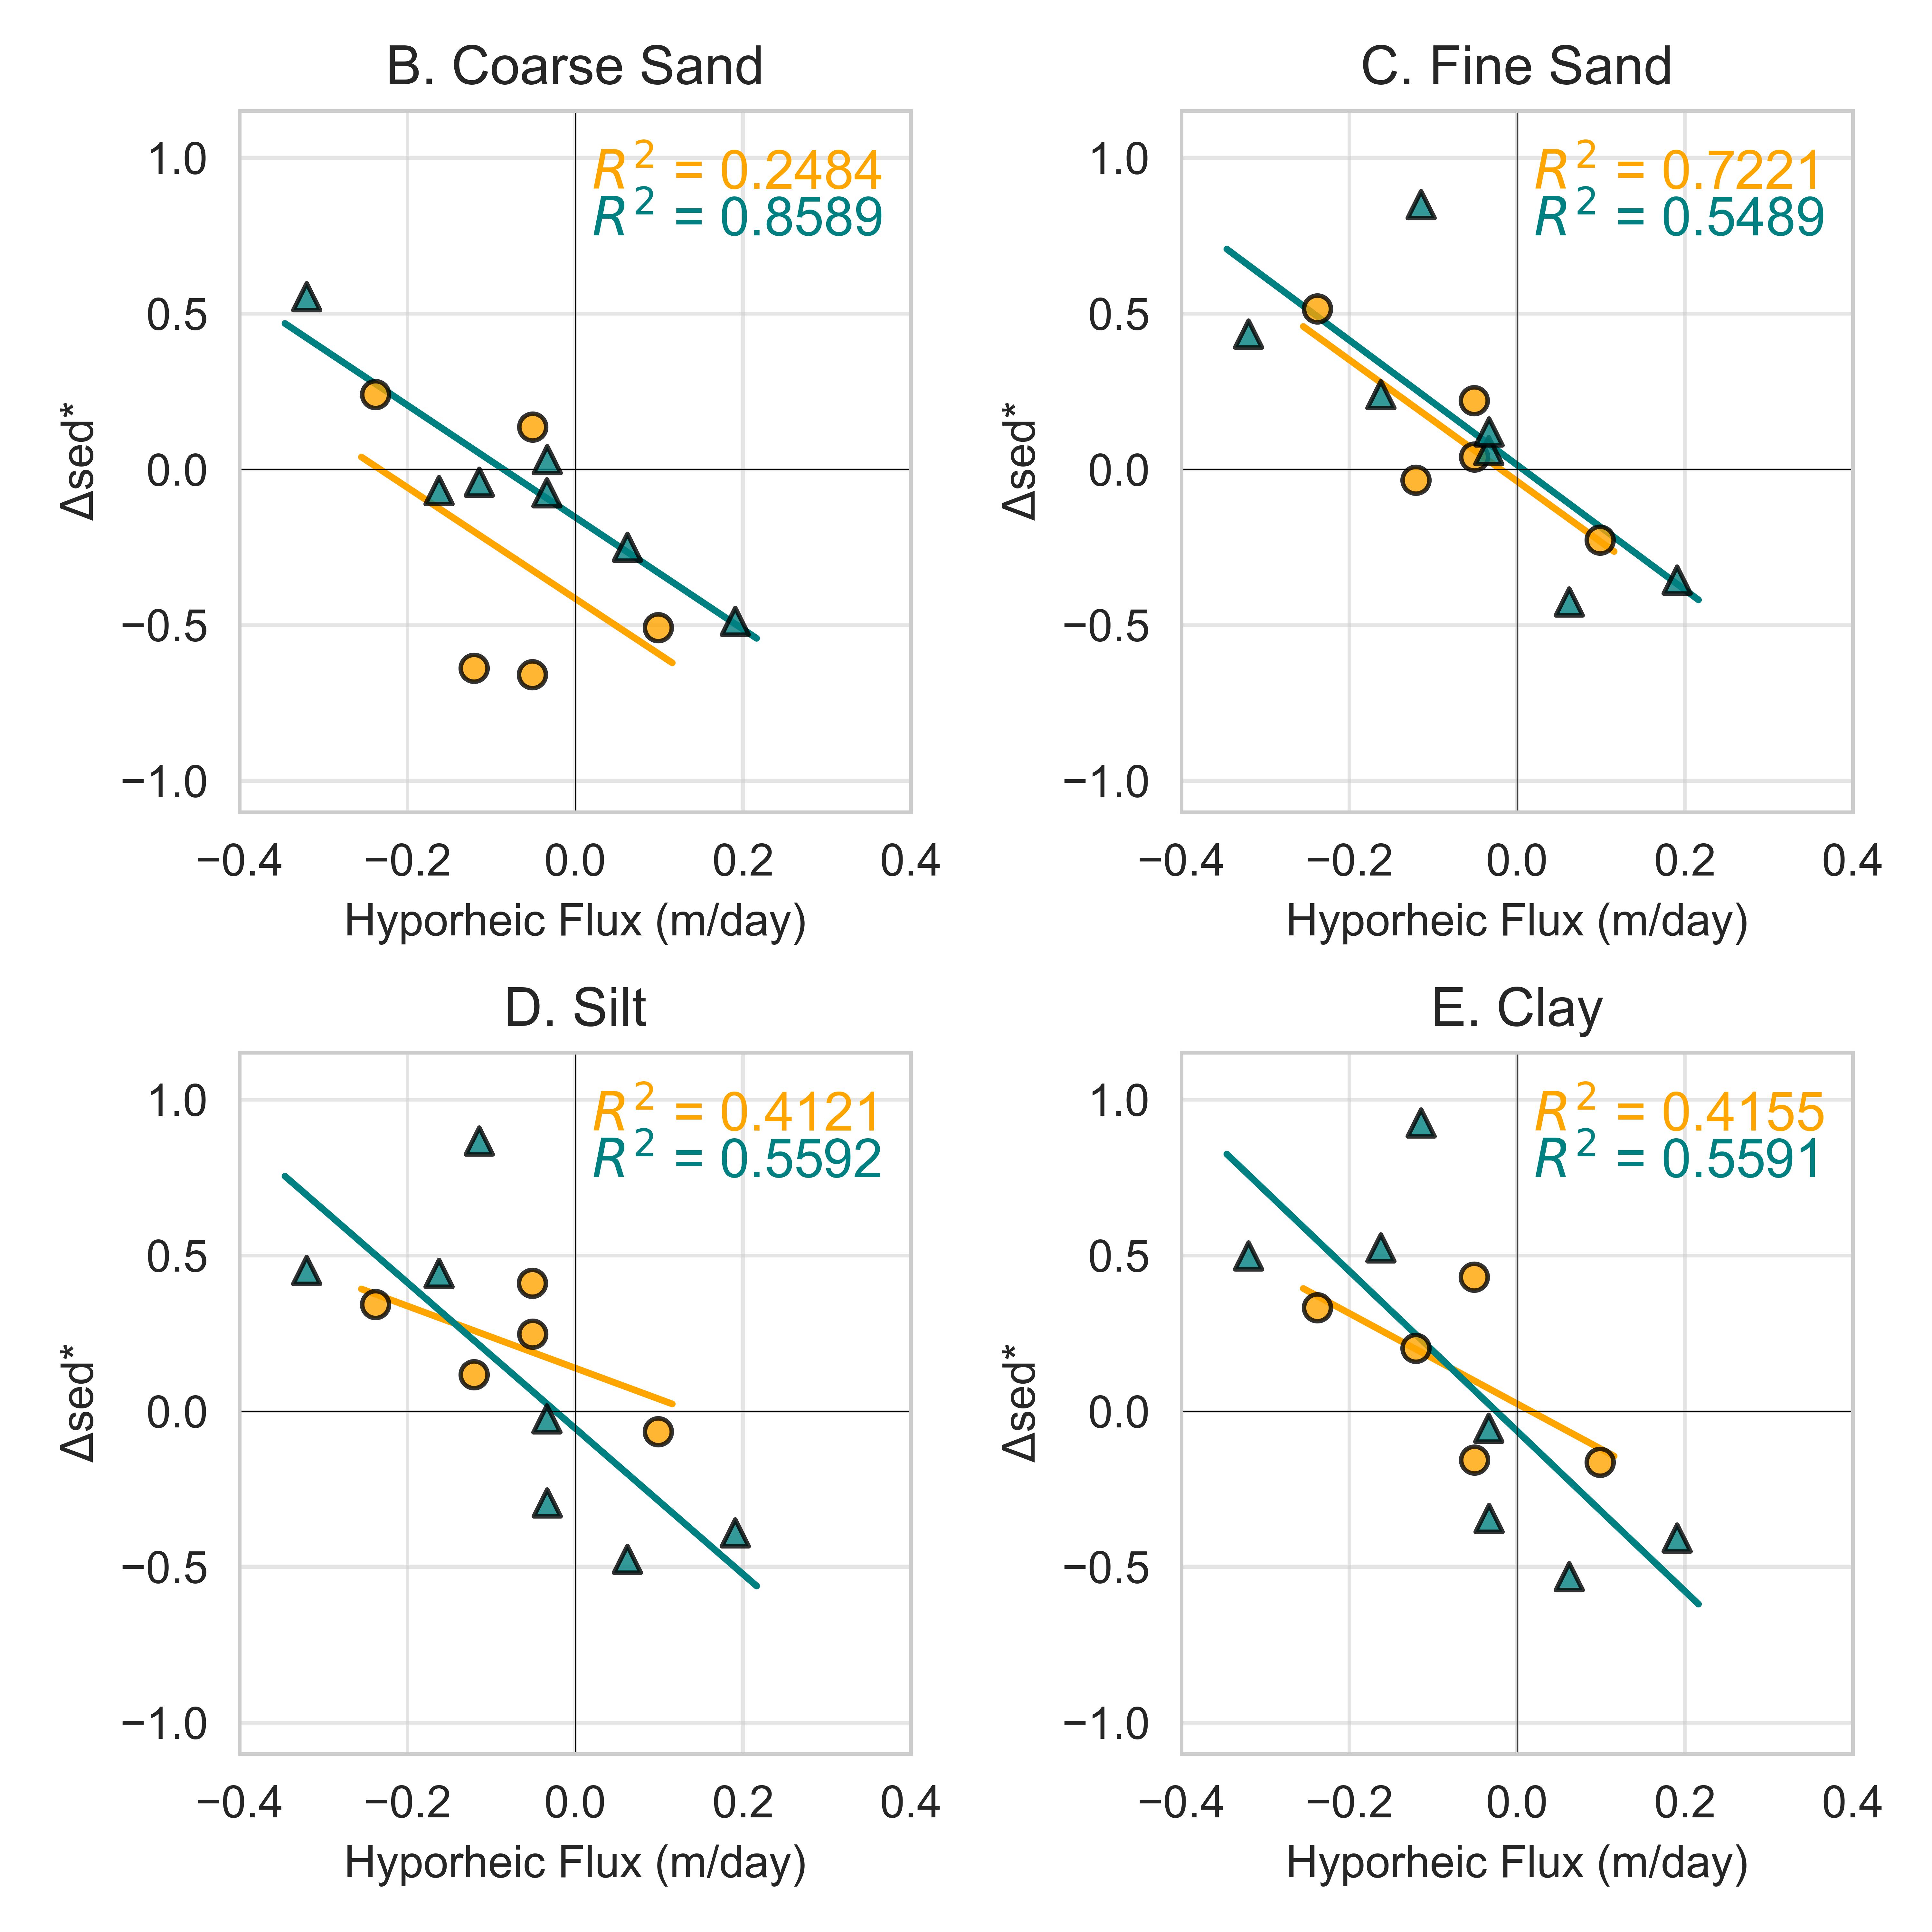 B. Coarse Sand
R² = 0.2484
R² = 0.8589
1.0
0.5
0.0
−0.5
−1.0
Δsed*
−0.4 −0.2 0.0 0.2 0.4
Hyporheic Flux (m/day)
C. Fine Sand
R² = 0.7221
R² = 0.5489
1.0
0.5
0.0
−0.5
−1.0
Δsed*
−0.4 −0.2 0.0 0.2 0.4
Hyporheic Flux (m/day)
D. Silt
R² = 0.4121
R² = 0.5592
1.0
0.5
0.0
−0.5
−1.0
Δsed*
−0.4 −0.2 0.0 0.2 0.4
Hyporheic Flux (m/day)
E. Clay
R² = 0.4155
R² = 0.5591
1.0
0.5
0.0
−0.5
−1.0
Δsed*
−0.4 −0.2 0.0 0.2 0.4
Hyporheic Flux (m/day)